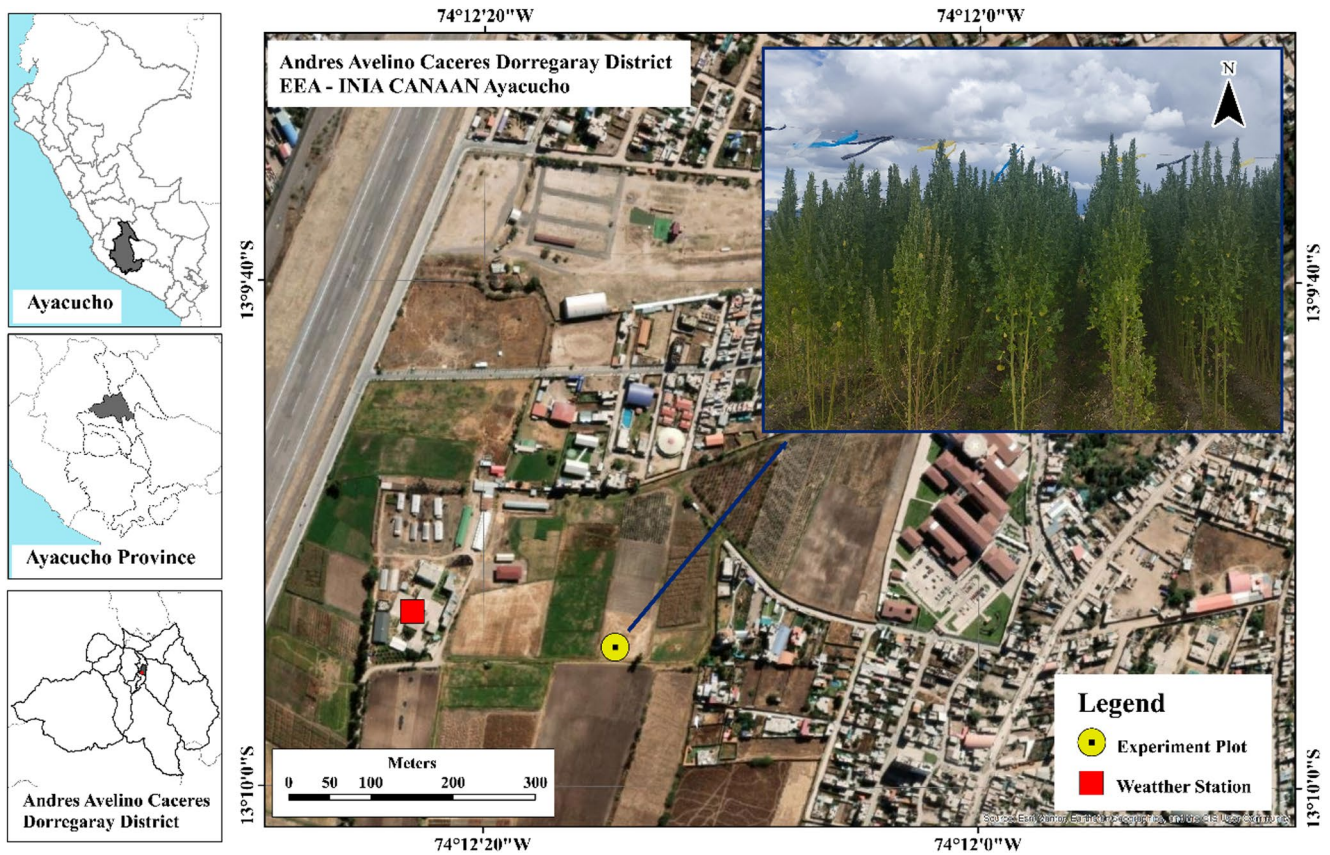 Ayacucho
Ayacucho Province
Andres Avelino Caceres
Dorregaray District
74°12'20"W
74°12'0"W
Andres Avelino Caceres Dorregaray District
EEA - INIA CANAAN Ayacucho
N
13°9'40"S
13°9'40"S
13°10'0"S
13°10'0"S
Meters
0 50 100 200 300
Legend
Experiment Plot
Weatther Station
74°12'20"W
74°12'0"W